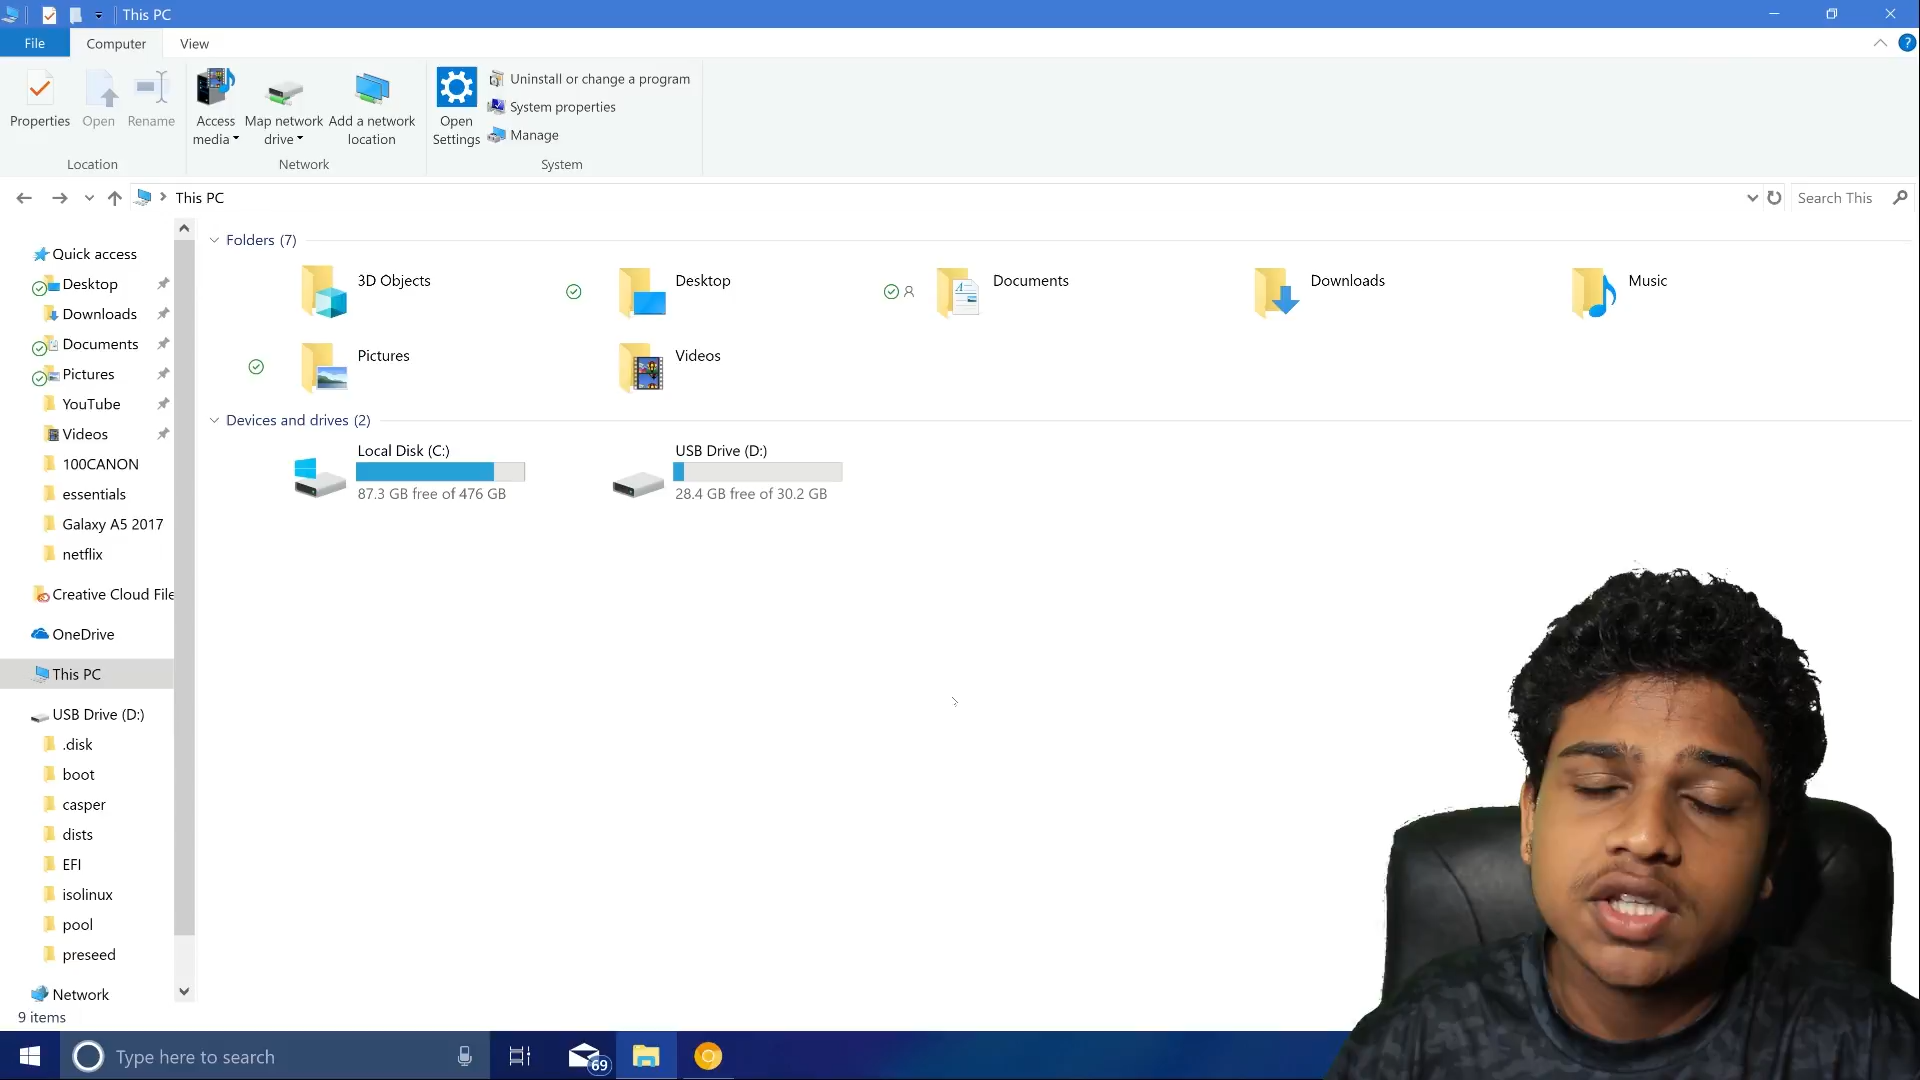 This PC
File
Computer
View
Properties
Open
Rename
Access media
Map network drive
Add a network location
Open Settings
Uninstall or change a program
System properties
Manage
Location
Network
System
This PC
Search This
Quick access
Desktop
Downloads
Documents
Pictures
YouTube
Videos
100CANON
essentials
Galaxy A5 2017
netflix
Creative Cloud File
OneDrive
This PC
USB Drive (D:)
.disk
boot
casper
dists
EFI
isolinux
pool
preseed
Network
9 items
Folders (7)
3D Objects
Desktop
Documents
Downloads
Music
Pictures
Videos
Devices and drives (2)
Local Disk (C:)
87.3 GB free of 476 GB
USB Drive (D:)
28.4 GB free of 30.2 GB
Type here to search
69